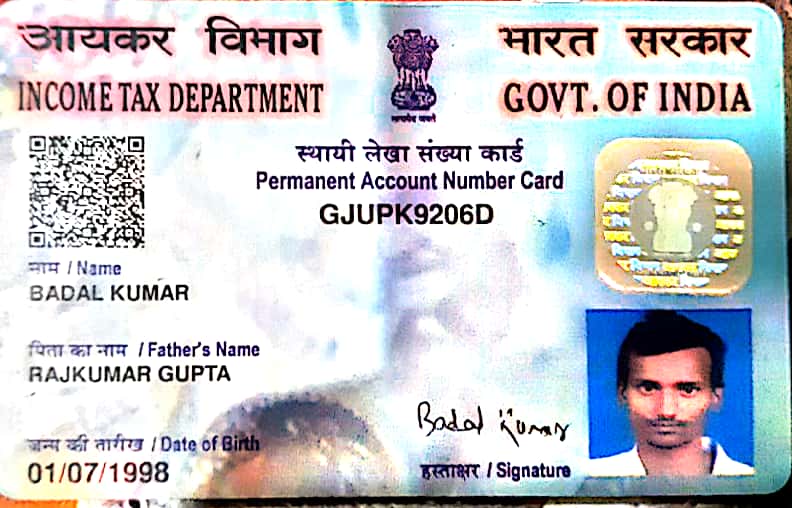 आयकर विभाग
INCOME TAX DEPARTMENT
भारत सरकार
GOVT. OF INDIA
सत्यमेव जयते
स्थायी लेखा संख्या कार्ड
Permanent Account Number Card
GJUPK9206D
नाम / Name
BADAL KUMAR
पिता का नाम / Father's Name
RAJKUMAR GUPTA
जन्म की तारीख / Date of Birth
01/07/1998
Badal Kumar
हस्ताक्षर / Signature